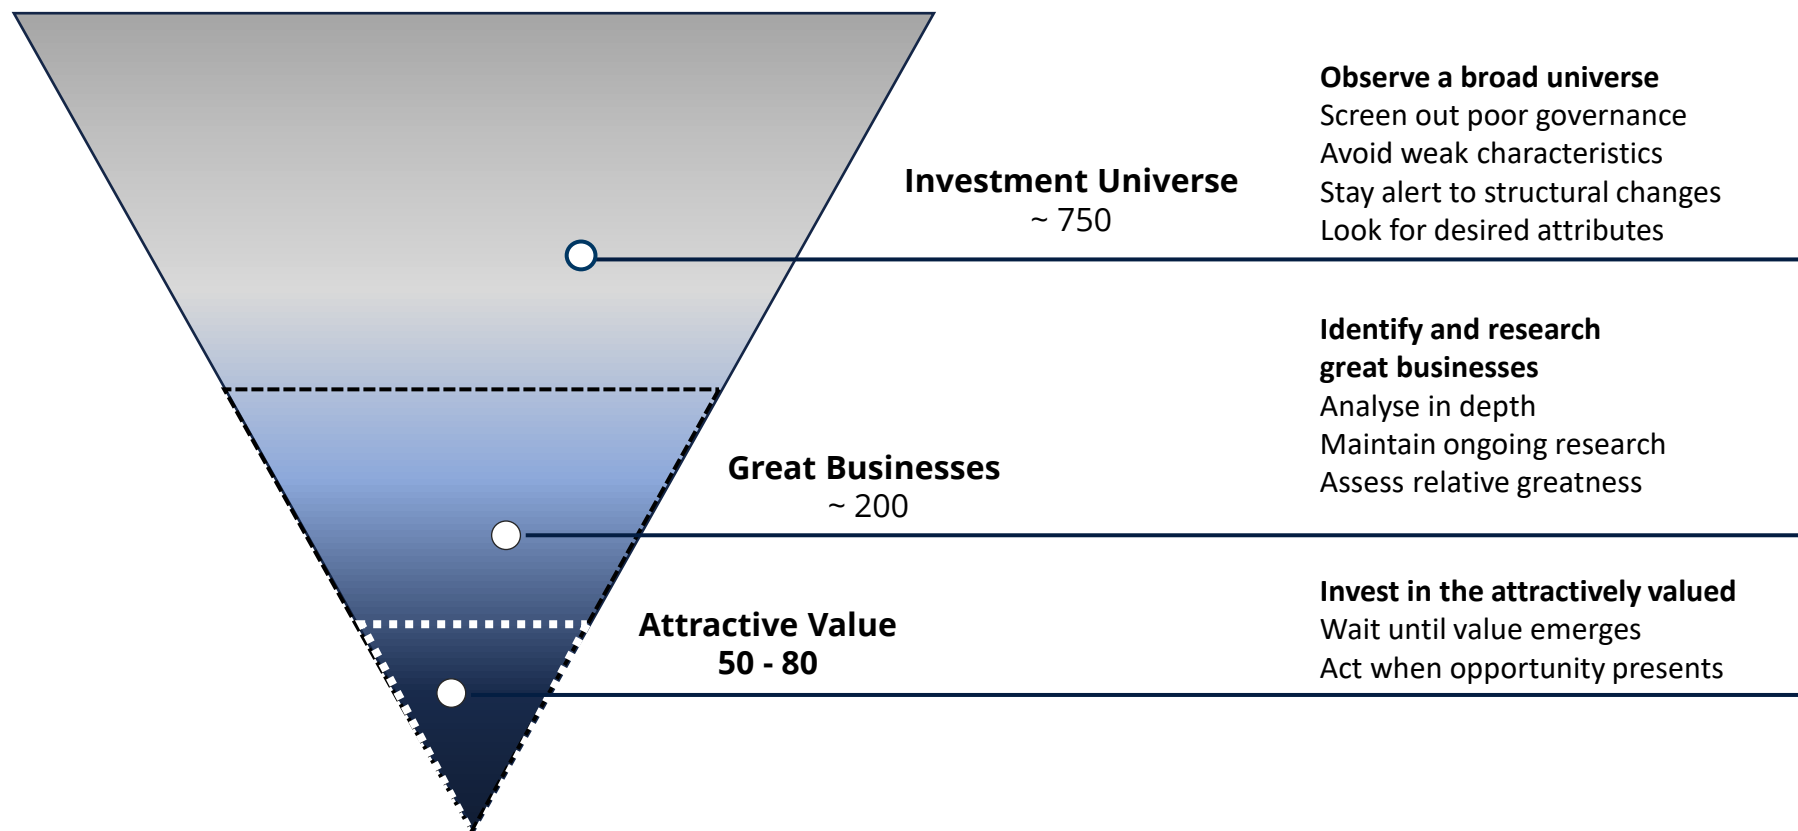 Observe a broad universe
Screen out poor governance
Avoid weak characteristics
Stay alert to structural changes
Look for desired attributes
Investment Universe
~ 750
Identify and research
great businesses
Analyse in depth
Maintain ongoing research
Assess relative greatness
Great Businesses
~ 200
Invest in the attractively valued
Wait until value emerges
Act when opportunity presents
Attractive Value
50 - 80